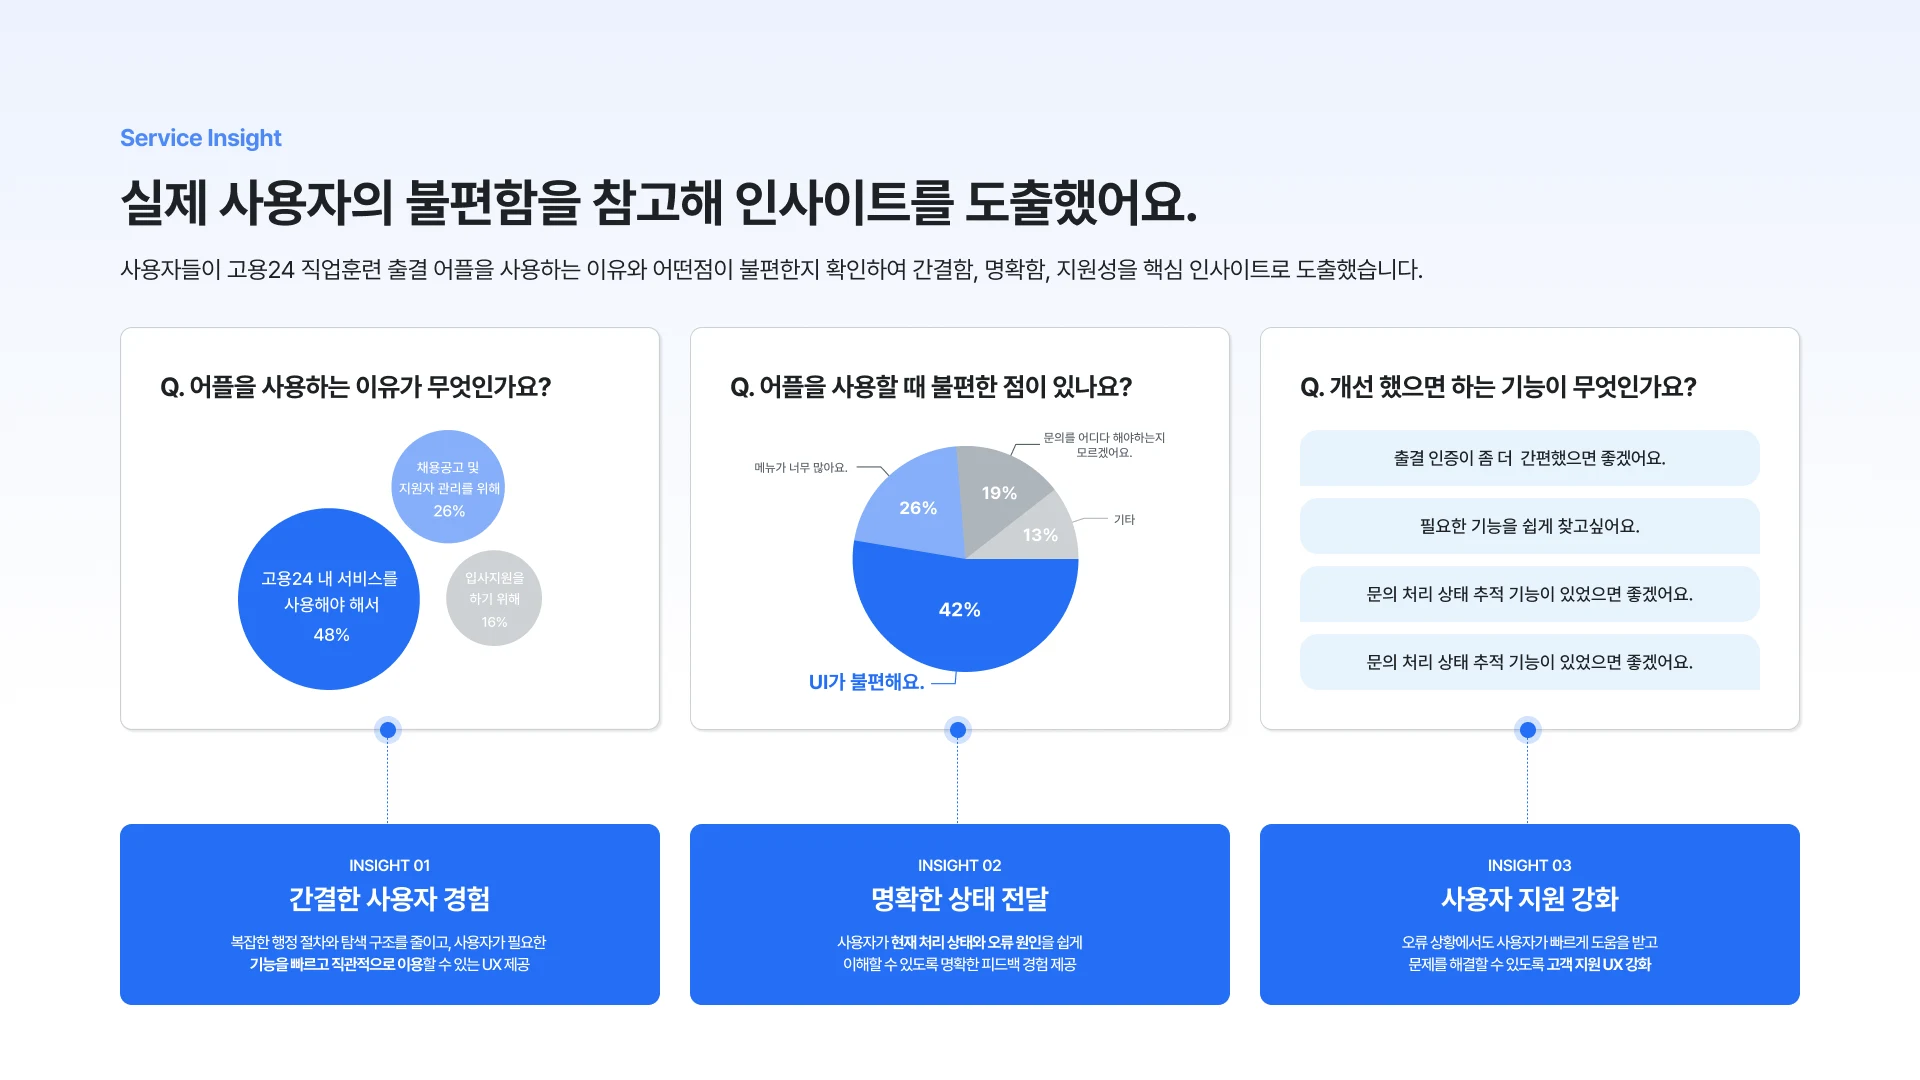 Service Insight
실제 사용자의 불편함을 참고해 인사이트를 도출했어요.
사용자들이 고용24 직업훈련 출결 어플을 사용하는 이유와 어떤점이 불편한지 확인하여 간결함, 명확함, 지원성을 핵심 인사이트로 도출했습니다.
Q. 어플을 사용하는 이유가 무엇인가요?
채용공고 및
지원자 관리를 위해
26%
고용24 내 서비스를
사용해야 해서
48%
입사지원을
하기 위해
16%
Q. 어플을 사용할 때 불편한 점이 있나요?
문의를 어디다 해야하는지
모르겠어요.
메뉴가 너무 많아요.
19%
26%
기타
13%
42%
UI가 불편해요.
Q. 개선 했으면 하는 기능이 무엇인가요?
출결 인증이 좀 더 간편했으면 좋겠어요.
필요한 기능을 쉽게 찾고싶어요.
문의 처리 상태 추적 기능이 있었으면 좋겠어요.
문의 처리 상태 추적 기능이 있었으면 좋겠어요.
INSIGHT 01
간결한 사용자 경험
복잡한 행정 절차와 탐색 구조를 줄이고, 사용자가 필요한
기능을 빠르고 직관적으로 이용할 수 있는 UX 제공
INSIGHT 02
명확한 상태 전달
사용자가 현재 처리 상태와 오류 원인을 쉽게
이해할 수 있도록 명확한 피드백 경험 제공
INSIGHT 03
사용자 지원 강화
오류 상황에서도 사용자가 빠르게 도움을 받고
문제를 해결할 수 있도록 고객 지원 UX 강화